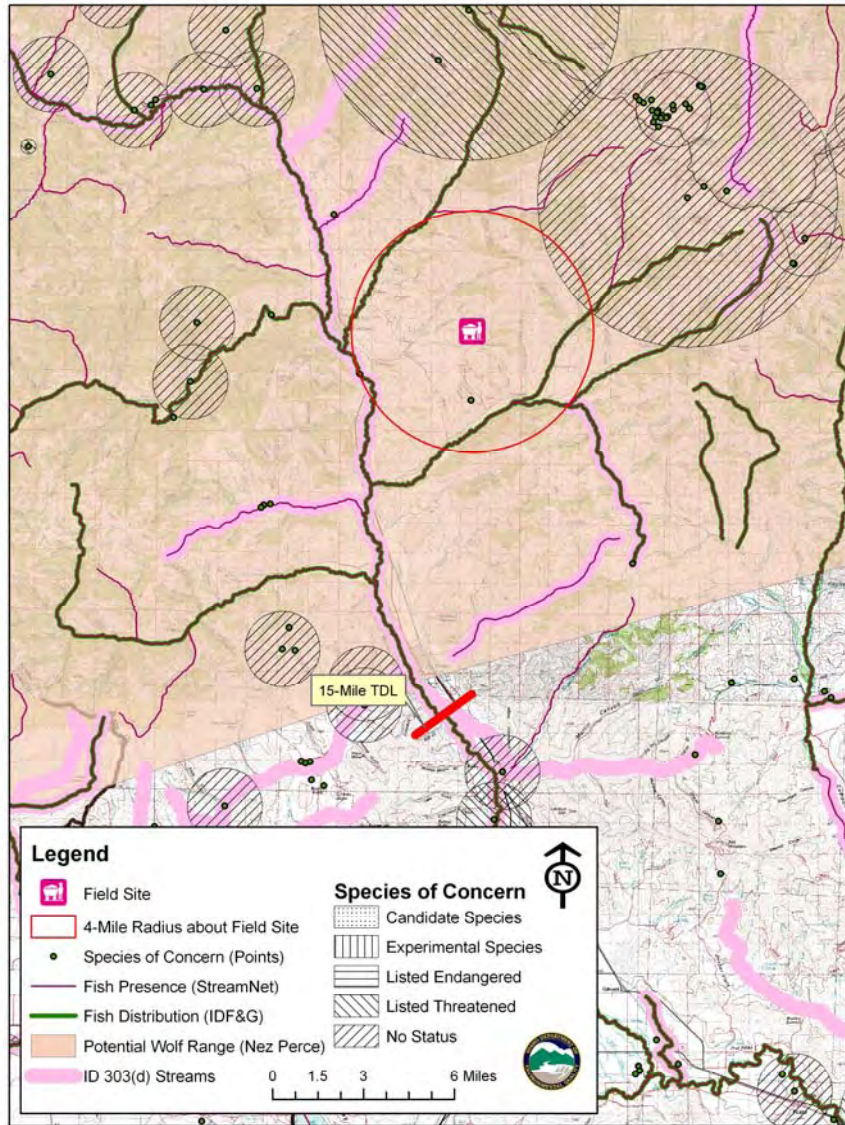 15-Mile TDL
Legend
Field Site
4-Mile Radius about Field Site
Species of Concern (Points)
Fish Presence (StreamNet)
Fish Distribution (IDF&G)
Potential Wolf Range (Nez Perce)
ID 303(d) Streams
Species of Concern
Candidate Species
Experimental Species
Listed Endangered
Listed Threatened
No Status
N
0 1.5 3 6 Miles